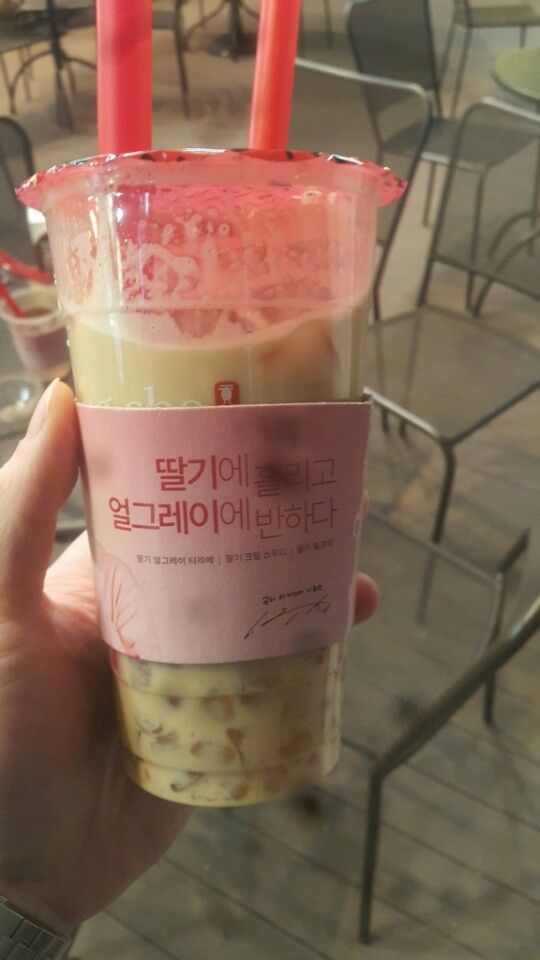 딸기에 홀리고
얼그레이에 반하다
딸기 얼그레이 티라떼 | 딸기 크림 스무디 | 딸기 밀크티